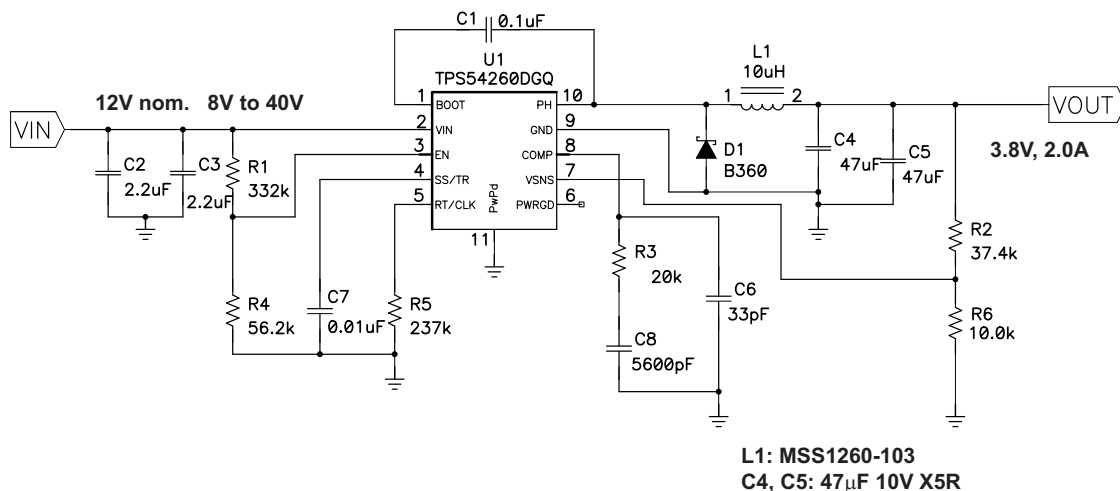 C1
0.1uF
U1
TPS54260DGQ
L1
10uH
12V nom. 8V to 40V
1 BOOT
PH 10
1 2
VIN
2 VIN
GND 9
VOUT
3 EN
COMP 8
D1
B360
C4
47uF
C5
47uF
3.8V, 2.0A
C2
2.2uF
C3
2.2uF
R1
332k
4 SS/TR
VSNS 7
5 RT/CLK
PWRGD 6
PwPd
11
R2
37.4k
R3
20k
R4
56.2k
C7
0.01uF
R5
237k
C6
33pF
R6
10.0k
C8
5600pF
L1: MSS1260-103
C4, C5: 47μF 10V X5R